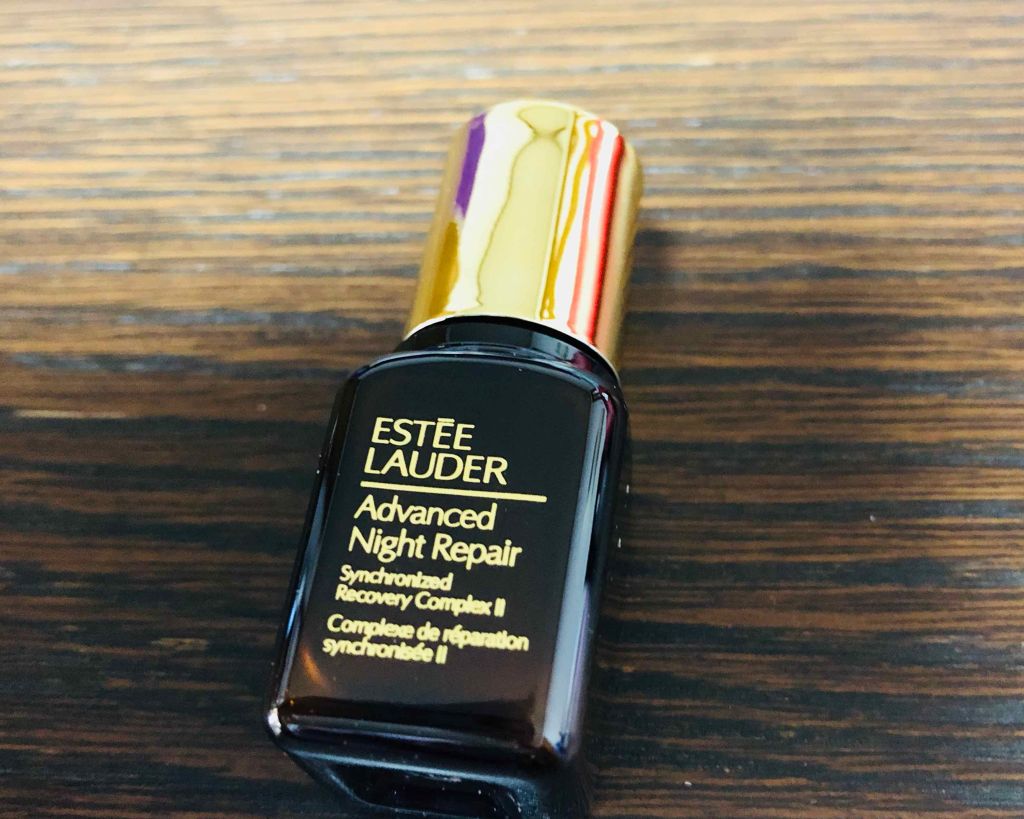 ESTĒE
LAUDER
Advanced
Night Repair
Synchronized
Recovery Complex II
Complexe de réparation
synchronisée II